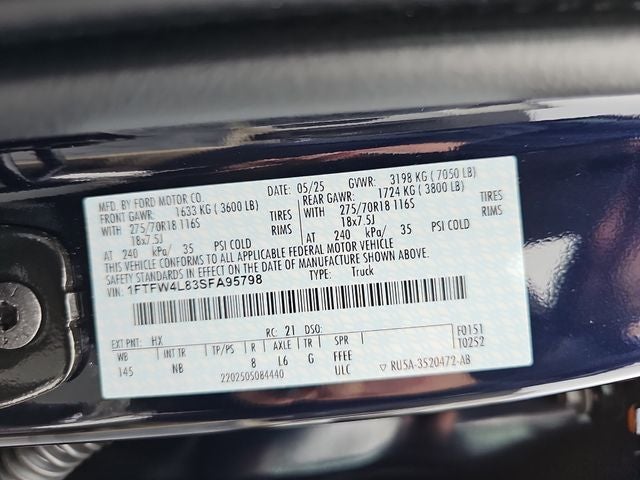 MFD. BY FORD MOTOR CO.
DATE: 05/25 GVWR: 3198 KG ( 7050 LB)
FRONT GAWR: 1633 KG ( 3600 LB) REAR GAWR: 1724 KG ( 3800 LB)
WITH 275/70R18 116S TIRES WITH 275/70R18 116S TIRES
18x7.5J RIMS 18x7.5J RIMS
AT 240 kPa/ 35 PSI COLD AT 240 kPa/ 35 PSI COLD
THIS VEHICLE CONFORMS TO ALL APPLICABLE FEDERAL MOTOR VEHICLE
SAFETY STANDARDS IN EFFECT ON THE DATE OF MANUFACTURE SHOWN ABOVE.
VIN: 1FTFW4L83SFA95798 TYPE: Truck
EXT PNT: HX RC: 21 DSO: F0151
WB INT TR TP/PS R AXLE TR SPR 10252
145 NB 8 L6 G FFFF
ULC
2202505084440 ▽ RU5A-3520472-AB